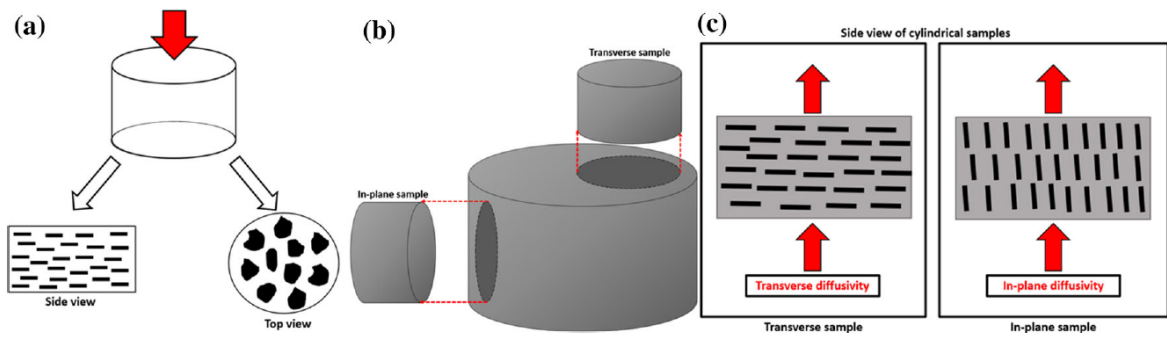 (a)
Side view
Top view
(b)
Transverse sample
In-plane sample
(c)
Side view of cylindrical samples
Transverse diffusivity
In-plane diffusivity
Transverse sample
In-plane sample